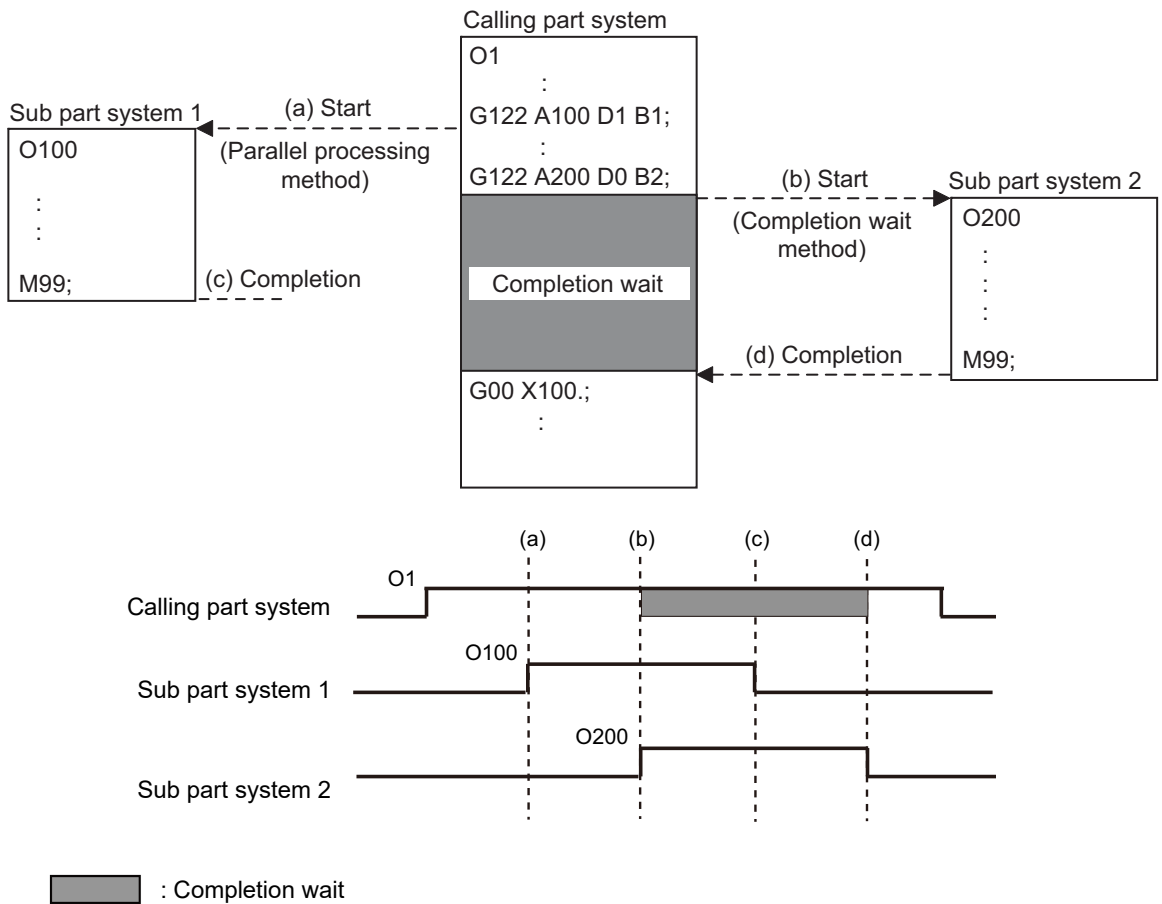 Calling part system
O1
:
G122 A100 D1 B1;
:
G122 A200 D0 B2;
Completion wait
G00 X100.;
:
Sub part system 1
O100
:
:
M99;
(a) Start
(Parallel processing
method)
(c) Completion
(b) Start
(Completion wait
method)
(d) Completion
Sub part system 2
O200
:
:
:
M99;
(a)
(b)
(c)
(d)
O1
Calling part system
O100
Sub part system 1
O200
Sub part system 2
: Completion wait